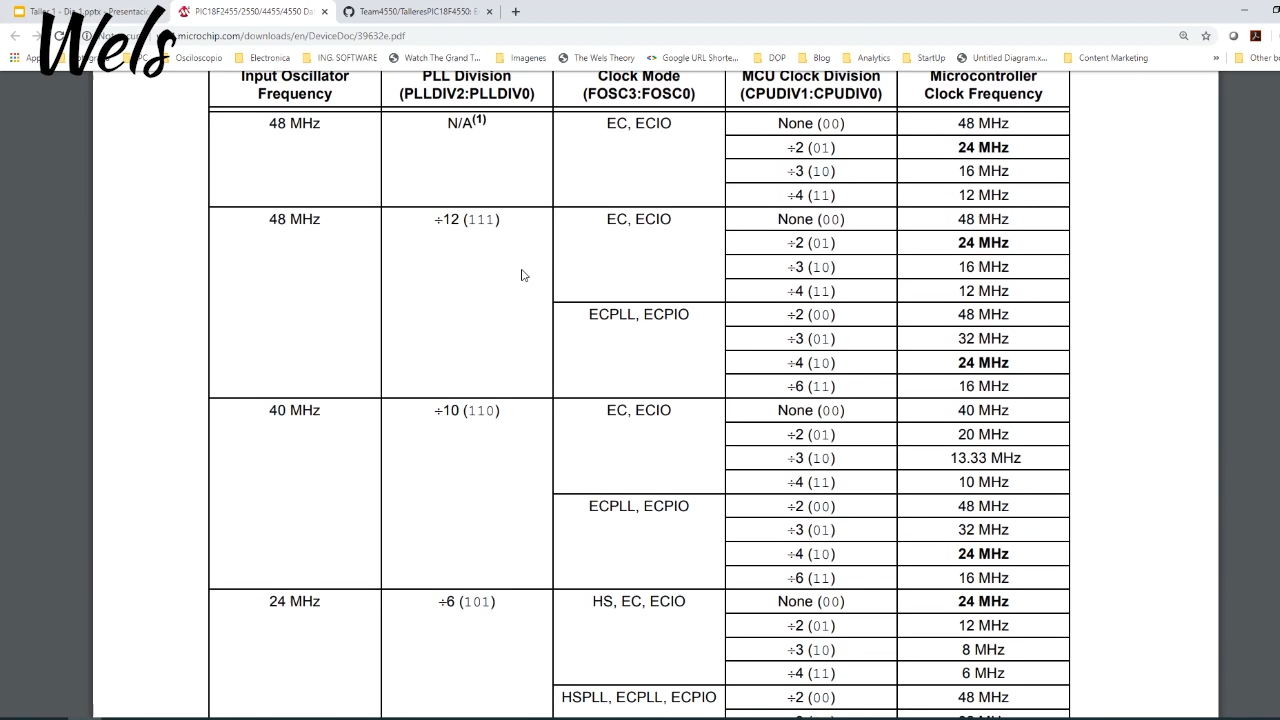 Taller 1 - Dia 1.pptx - Presentaci
PIC18F2455/2550/4455/4550 Da
Team4550/TalleresPIC18F4550: E
.microchip.com/downloads/en/DeviceDoc/39632e.pdf
Wels
Osciloscopio Electronica ING. SOFTWARE Watch The Grand T... Imagenes The Wels Theory Google URL Shorte... DOP Blog Analytics StartUp Untitled Diagram.x... Content Marketing » Other bo
Input Oscillator Frequency PLL Division (PLLDIV2:PLLDIV0) Clock Mode (FOSC3:FOSC0) MCU Clock Division (CPUDIV1:CPUDIV0) Microcontroller Clock Frequency
48 MHz N/A(1) EC, ECIO None (00) 48 MHz
÷2 (01) 24 MHz
÷3 (10) 16 MHz
÷4 (11) 12 MHz
48 MHz ÷12 (111) EC, ECIO None (00) 48 MHz
÷2 (01) 24 MHz
÷3 (10) 16 MHz
÷4 (11) 12 MHz
ECPLL, ECPIO ÷2 (00) 48 MHz
÷3 (01) 32 MHz
÷4 (10) 24 MHz
÷6 (11) 16 MHz
40 MHz ÷10 (110) EC, ECIO None (00) 40 MHz
÷2 (01) 20 MHz
÷3 (10) 13.33 MHz
÷4 (11) 10 MHz
ECPLL, ECPIO ÷2 (00) 48 MHz
÷3 (01) 32 MHz
÷4 (10) 24 MHz
÷6 (11) 16 MHz
24 MHz ÷6 (101) HS, EC, ECIO None (00) 24 MHz
÷2 (01) 12 MHz
÷3 (10) 8 MHz
÷4 (11) 6 MHz
HSPLL, ECPLL, ECPIO ÷2 (00) 48 MHz